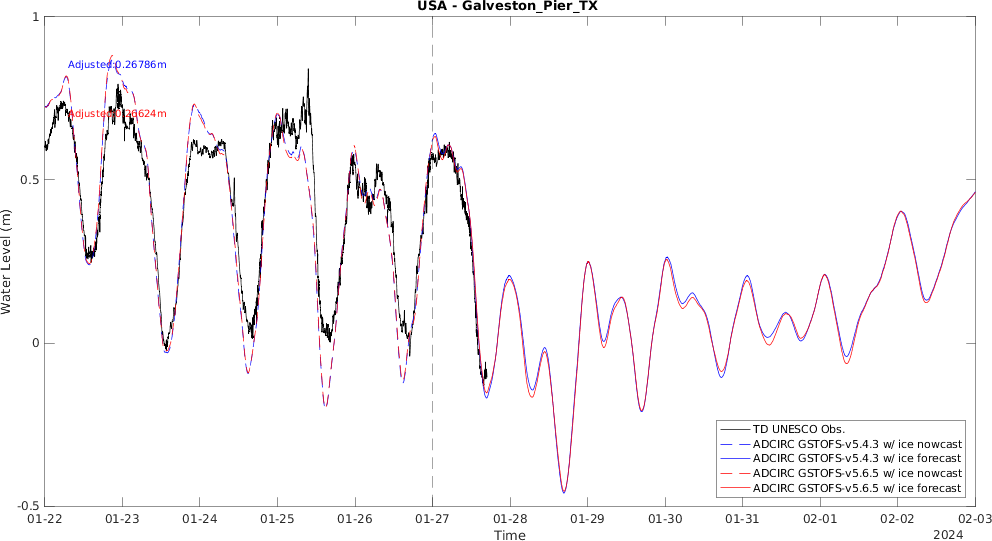 USA - Galveston_Pier_TX
1
Adjusted:0.26786m
Adjusted:0.26624m
0.5
Water Level (m)
0
-0.5
TD UNESCO Obs.
ADCIRC GSTOFS-v5.4.3 w/ ice nowcast
ADCIRC GSTOFS-v5.4.3 w/ ice forecast
ADCIRC GSTOFS-v5.6.5 w/ ice nowcast
ADCIRC GSTOFS-v5.6.5 w/ ice forecast
01-22 01-23 01-24 01-25 01-26 01-27 01-28 01-29 01-30 01-31 02-01 02-02 02-03
Time
2024